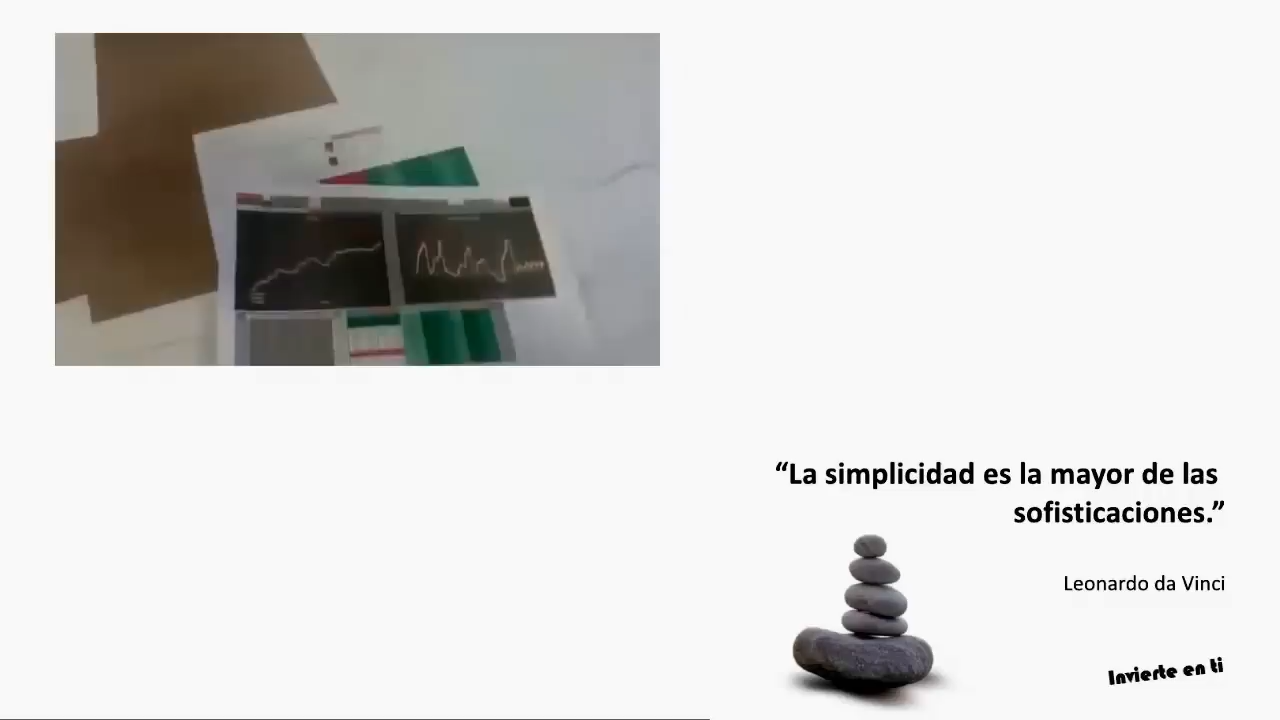 “La simplicidad es la mayor de las
sofisticaciones.”
Leonardo da Vinci
Invierte en ti